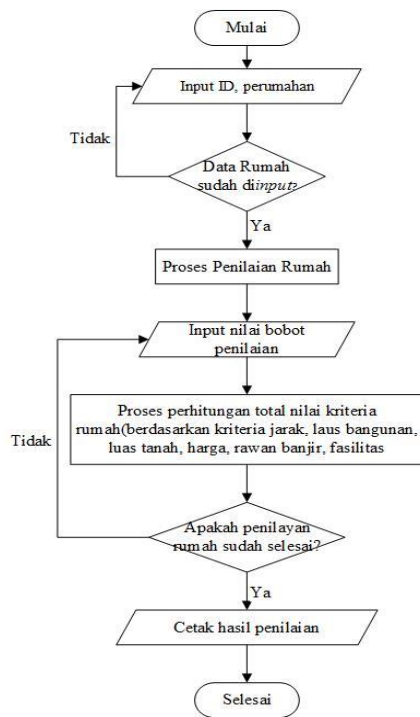 Mulai
Input ID, perumahan
Tidak
Data Rumah
sudah diinput?
Ya
Proses Penilaian Rumah
Input nilai bobot
penilaian
Proses perhitungan total nilai kriteria
rumah(berdasarkan kriteria jarak, laus bangunan,
luas tanah, harga, rawan banjir, fasilitas
Tidak
Apakah penilayan
rumah sudah selesai?
Ya
Cetak hasil penilaian
Selesai